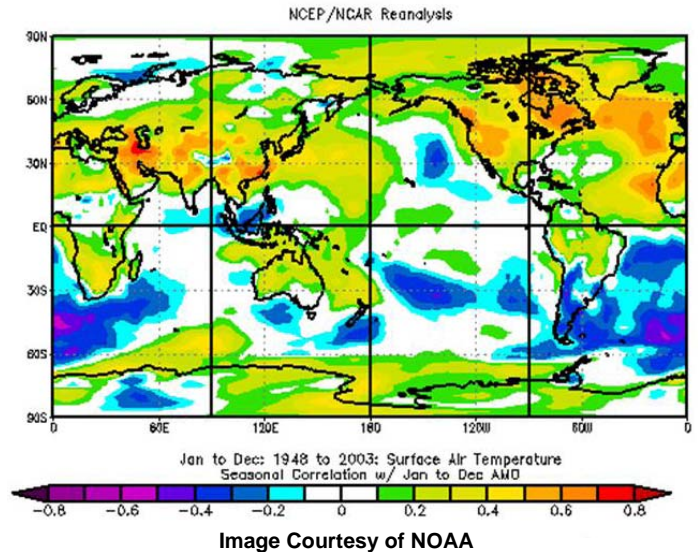 NCEP/NCAR Reanalysis
90N
60N
30N
EQ
30S
60S
90S
0 60E 120E 180 120W 60W 0
Jan to Dec: 1948 to 2003: Surface Air Temperature
Seasonal Correlation w/ Jan to Dec AMO
-0.8 -0.6 -0.4 -0.2 0 0.2 0.4 0.6 0.8
Image Courtesy of NOAA